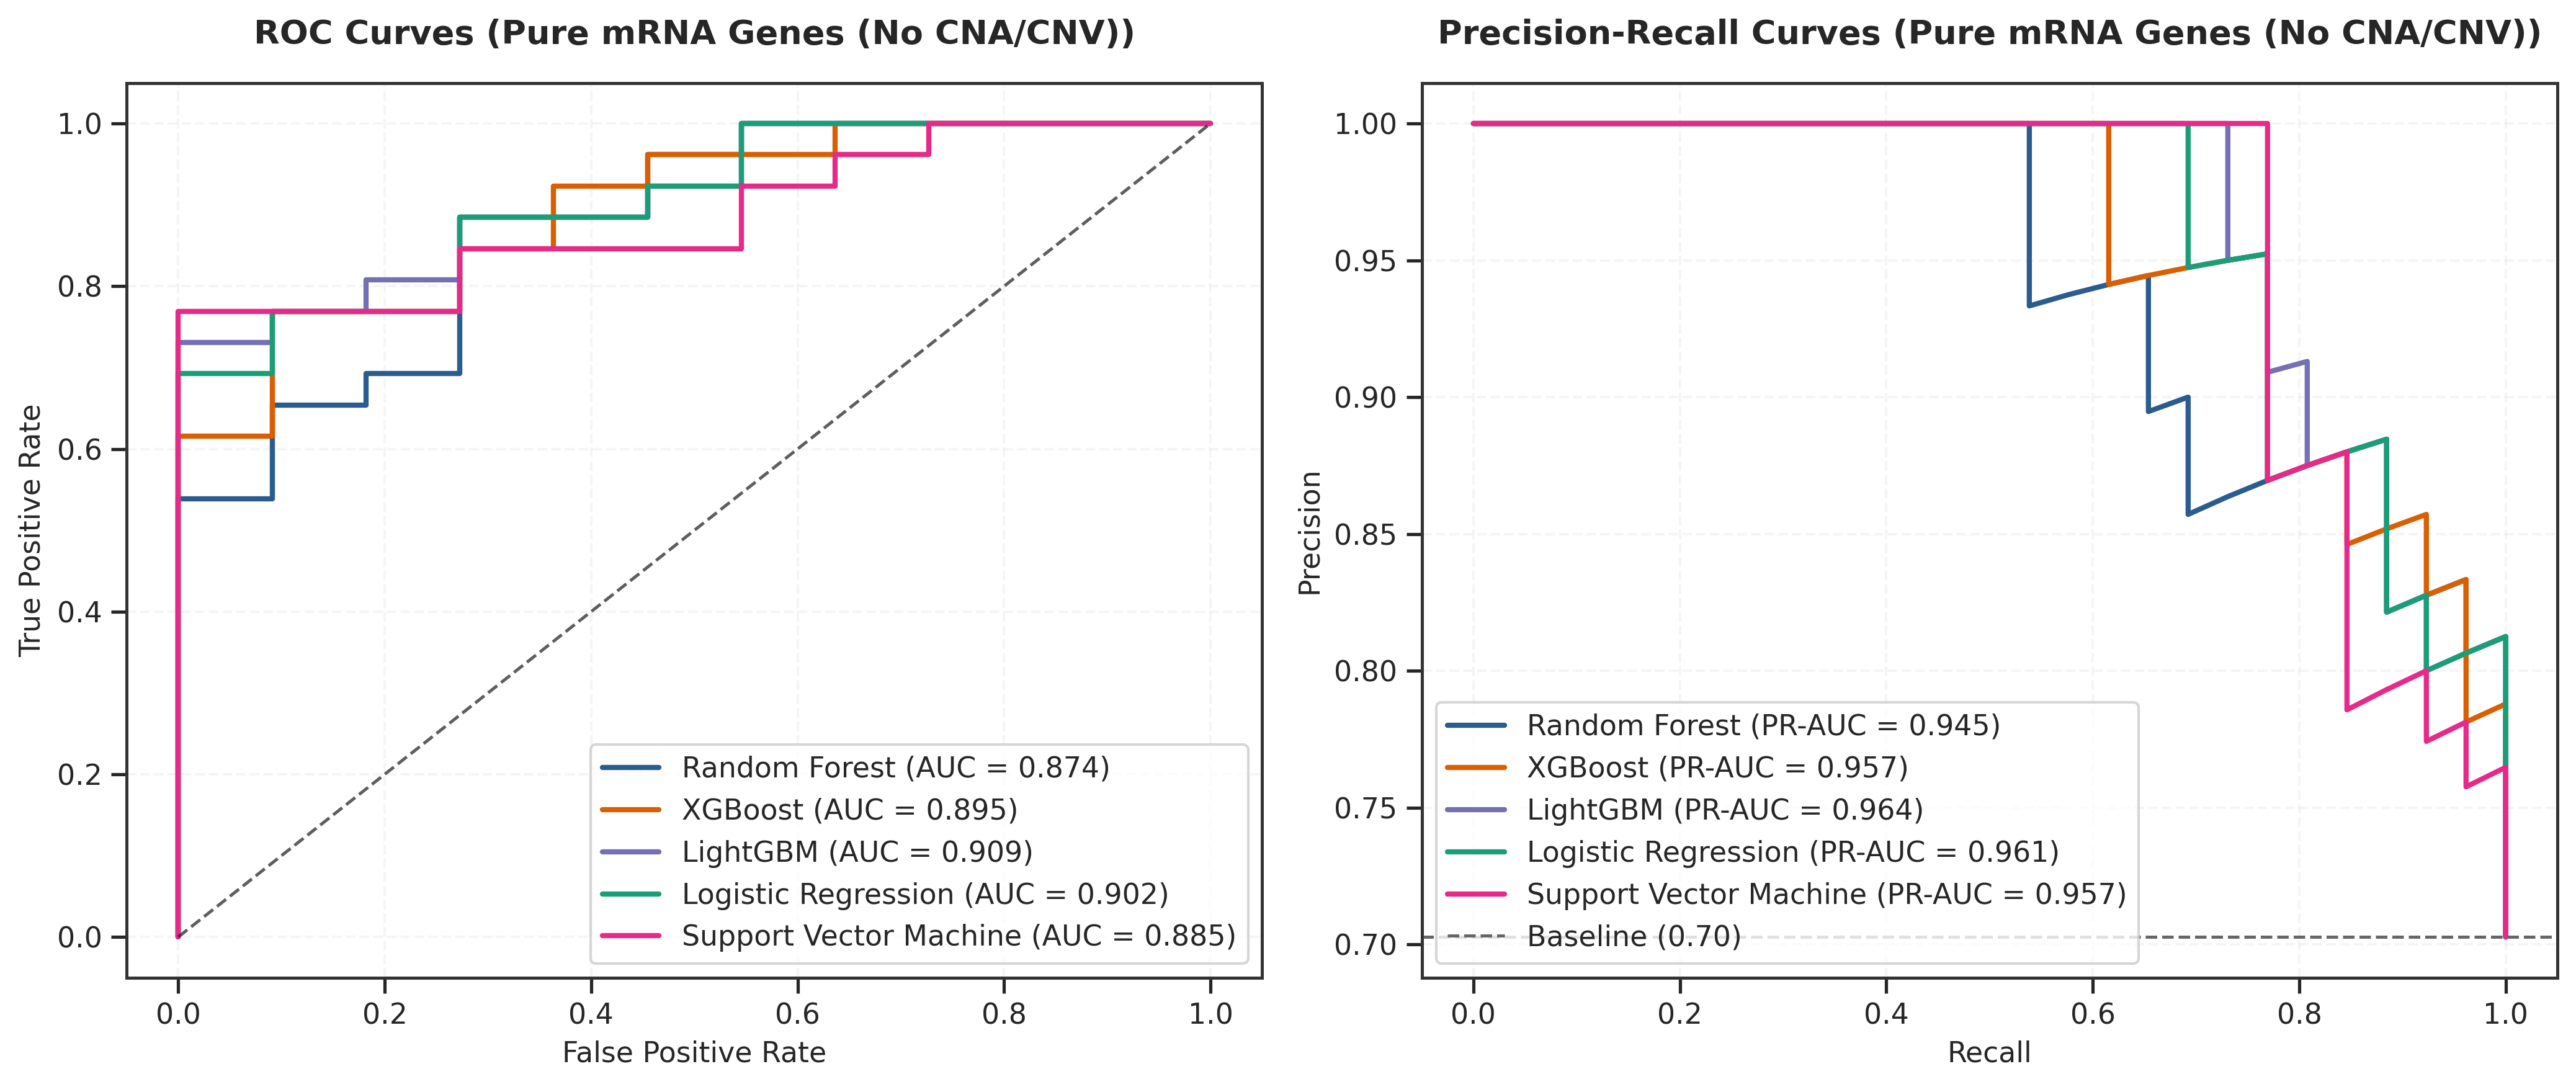 ROC Curves (Pure mRNA Genes (No CNA/CNV))
True Positive Rate
1.0
0.8
0.6
0.4
0.2
0.0
Random Forest (AUC = 0.874)
XGBoost (AUC = 0.895)
LightGBM (AUC = 0.909)
Logistic Regression (AUC = 0.902)
Support Vector Machine (AUC = 0.885)
0.0 0.2 0.4 0.6 0.8 1.0
False Positive Rate
Precision-Recall Curves (Pure mRNA Genes (No CNA/CNV))
Precision
1.00
0.95
0.90
0.85
0.80
0.75
0.70
Random Forest (PR-AUC = 0.945)
XGBoost (PR-AUC = 0.957)
LightGBM (PR-AUC = 0.964)
Logistic Regression (PR-AUC = 0.961)
Support Vector Machine (PR-AUC = 0.957)
Baseline (0.70)
0.0 0.2 0.4 0.6 0.8 1.0
Recall